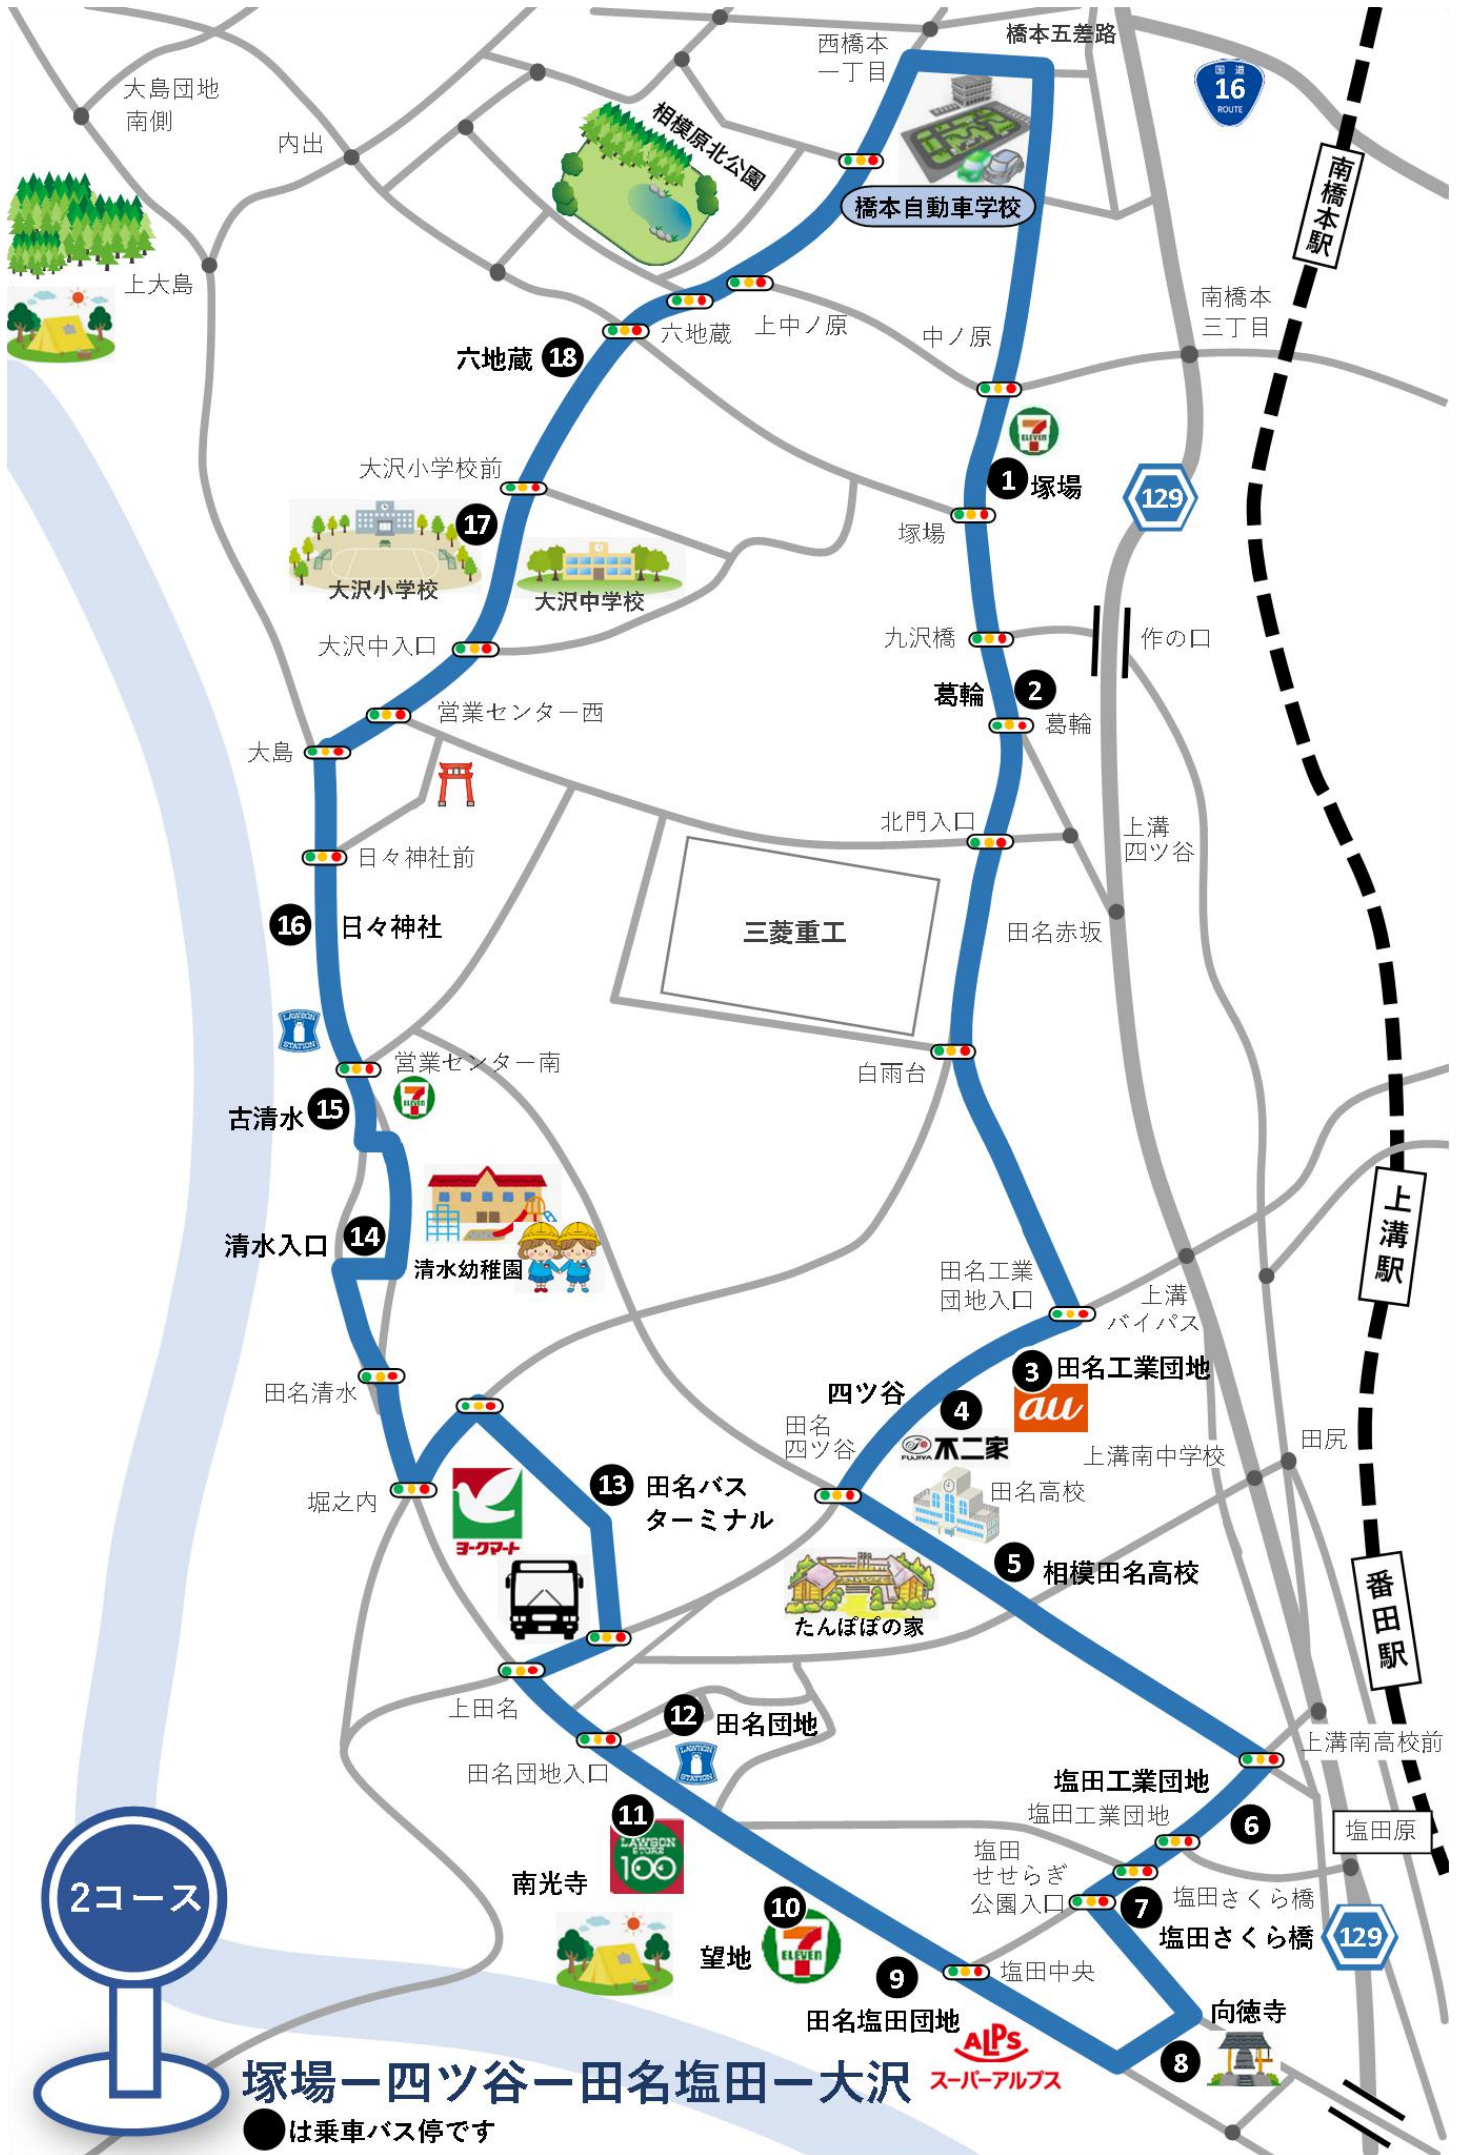 西橋本
一丁目
橋本五差路
国道
16
ROUTE
大島団地
南側
内出
相模原北公園
南橋本駅
橋本自動車学校
上大島
南橋本
三丁目
六地蔵
上中ノ原
中ノ原
六地蔵
18
7
ELEVEN
大沢小学校前
1
塚場
129
17
塚場
大沢小学校
大沢中学校
大沢中入口
九沢橋
作の口
2
葛輪
営業センター西
葛輪
大島
北門入口
上溝
四ツ谷
日々神社前
16
日々神社
三菱重工
田名赤坂
LAWSON
STATION
営業センター南
白雨台
7
ELEVEN
15
古清水
上溝駅
14
清水入口
清水幼稚園
田名工業
団地入口
上溝
バイパス
3
田名工業団地
au
田名清水
四ツ谷
4
FUJIYA
不二家
田名
四ツ谷
田尻
上溝南中学校
13
田名バス
ターミナル
堀之内
田名高校
ヨークマート
5
相模田名高校
番田駅
たんぽぽの家
上田名
12
田名団地
LAWSON
STATION
田名団地入口
上溝南高校前
塩田工業団地
塩田工業団地
6
塩田原
11
LAWSON
STORE
100
南光寺
塩田
せせらぎ
公園入口
塩田さくら橋
7
塩田さくら橋
129
2コース
10
7
ELEVEN
望地
9
塩田中央
田名塩田団地
向徳寺
8
ALPS
スーパーアルプス
塚場ー四ツ谷ー田名塩田ー大沢
●は乗車バス停です